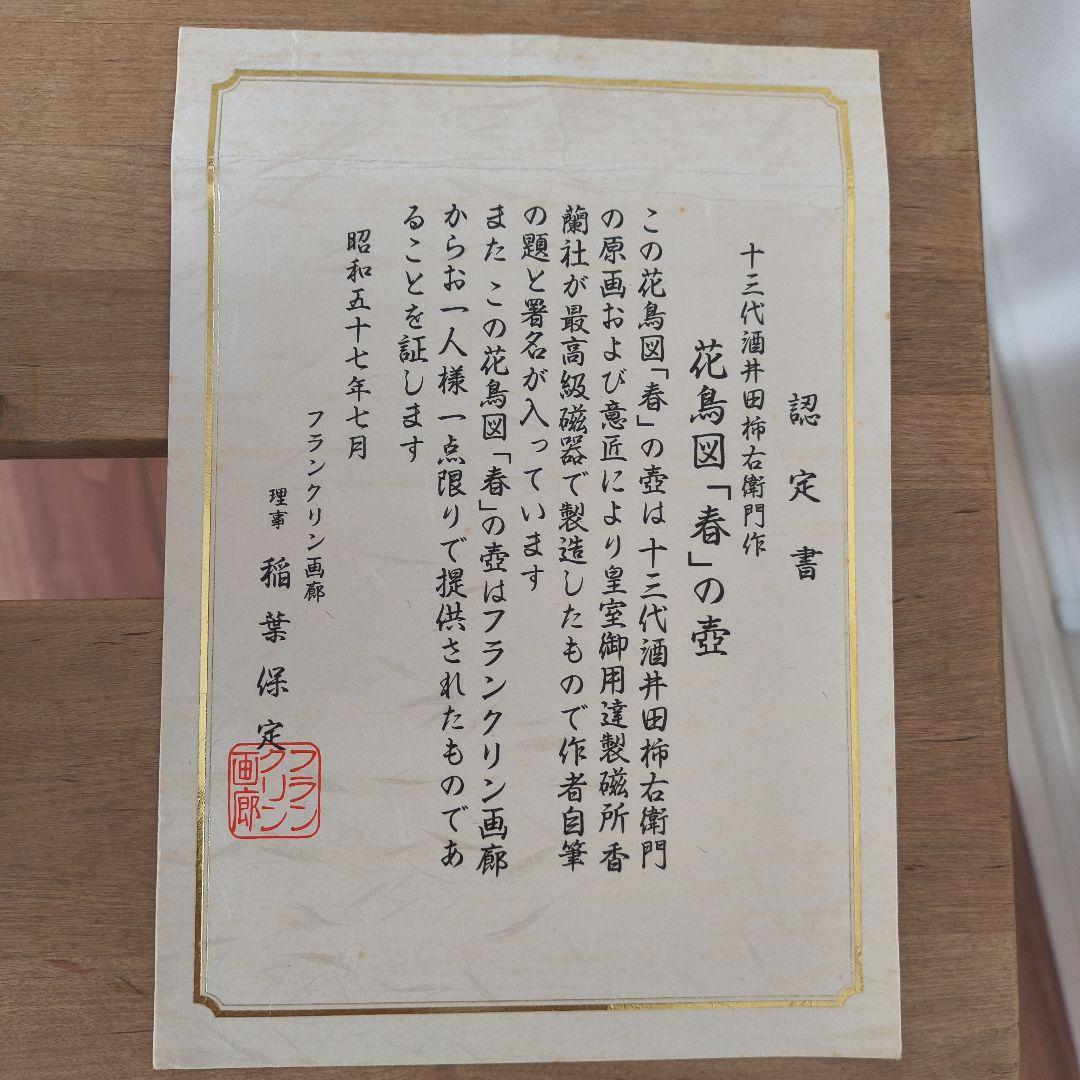 認定書
十三代酒井田柿右衛門作
花鳥図「春」の壺
この花鳥図「春」の壺は 十三代酒井田柿右衛門
の原画および意匠により皇室御用達製磁所香
蘭社が最高級磁器で製造したもので作者自筆
の題と署名が入っています
また この花鳥図「春」の壺はフランクリン画廊
からお一人様一点限りで提供されたものであ
ることを証します
昭和五十七年七月
フランクリン画廊
理事 稲葉保定
フランクリン画廊